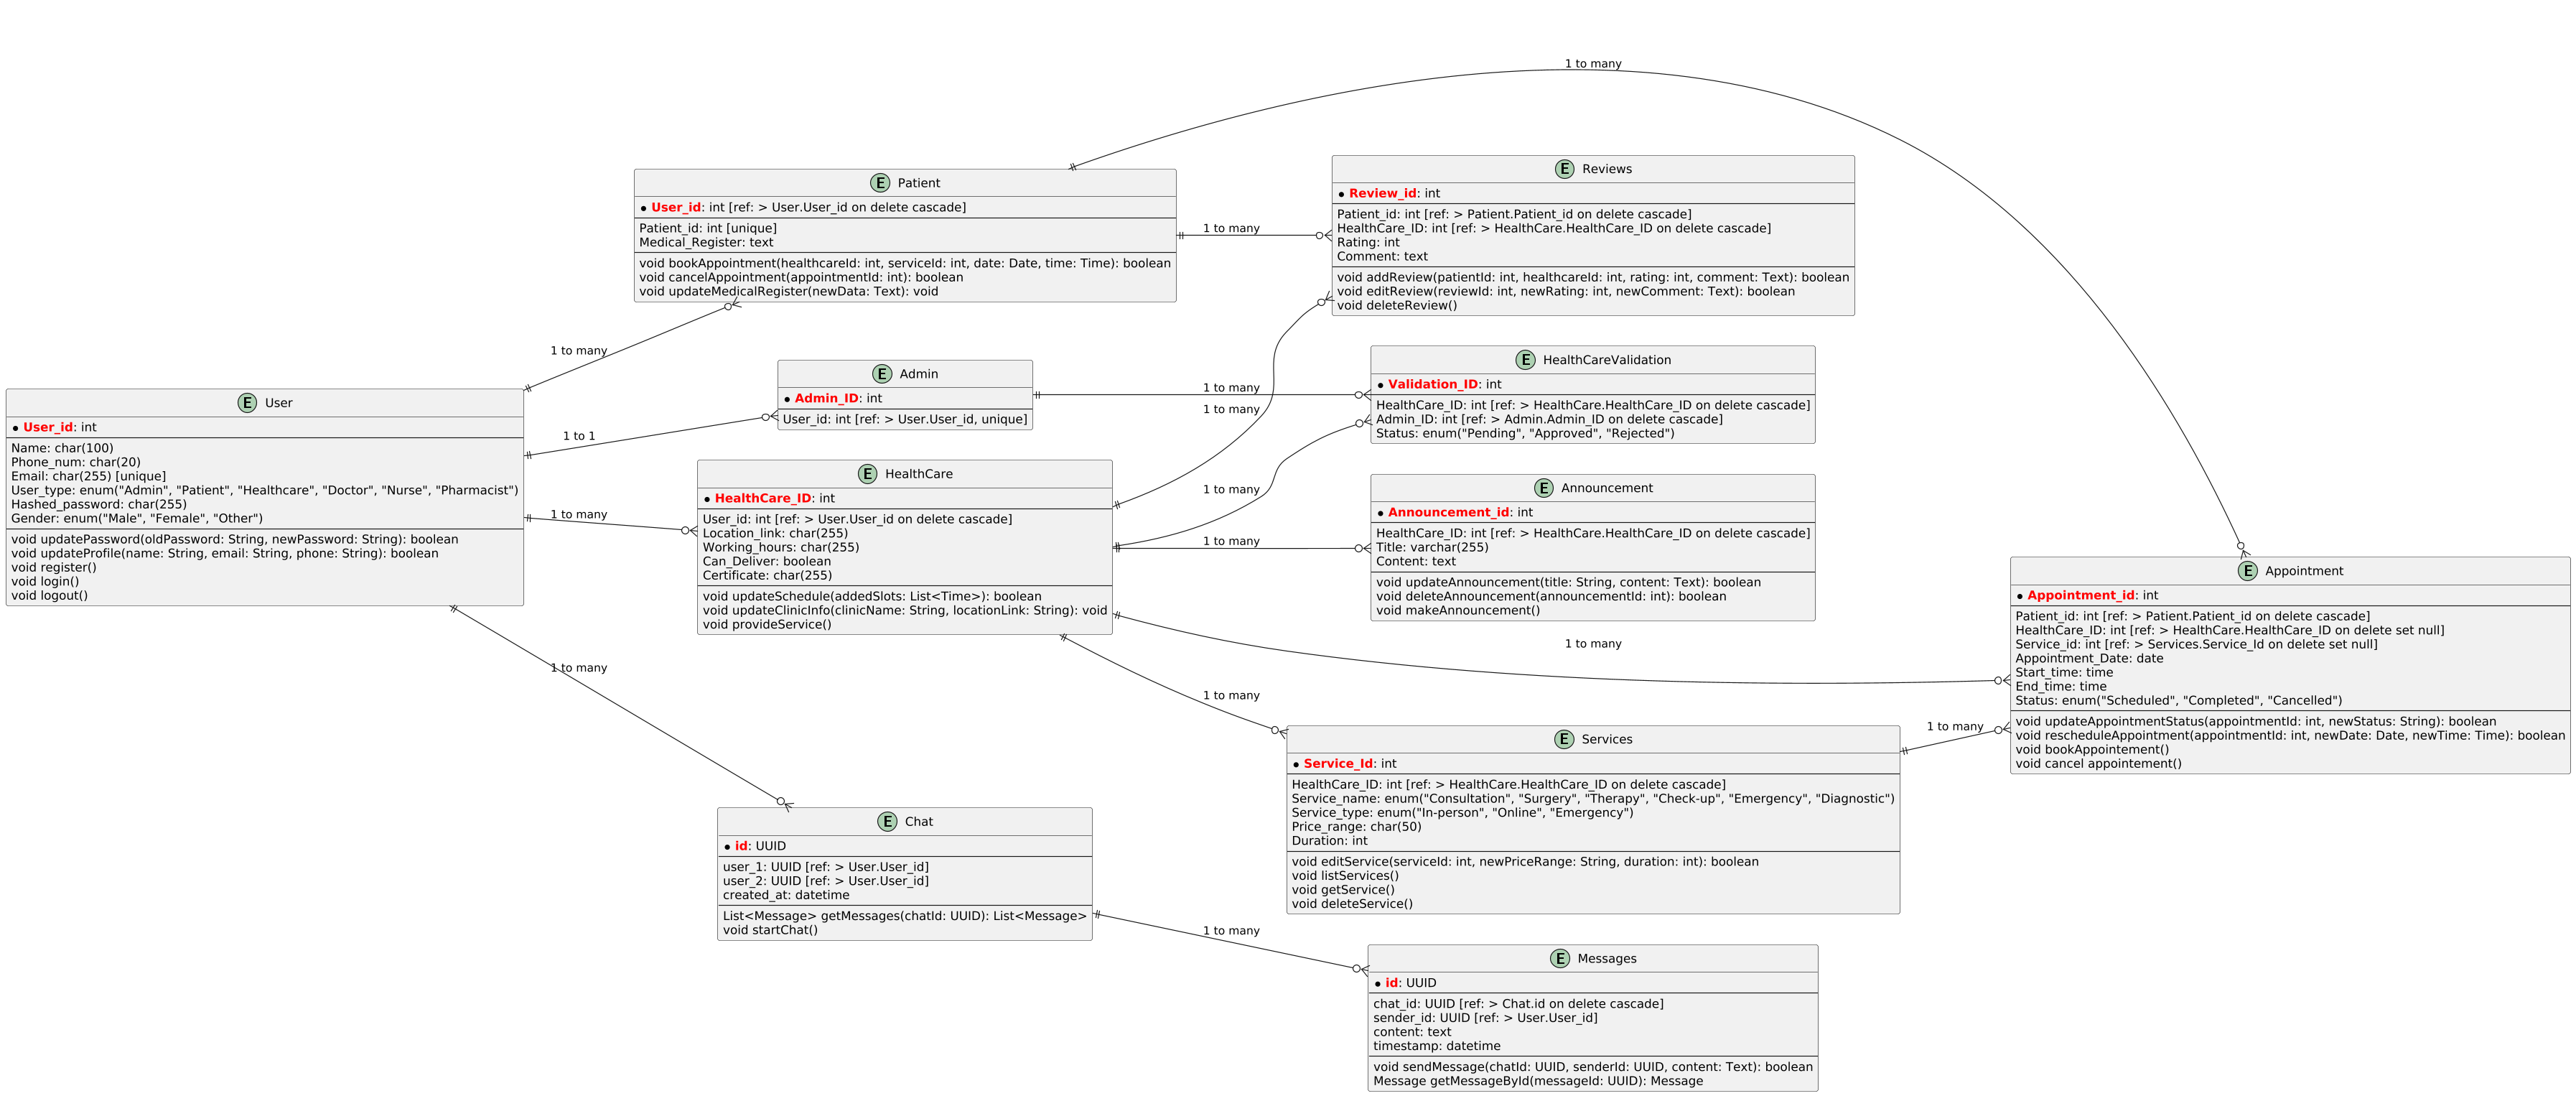 1 to many
E Patient
* User_id: int [ref: > User.User_id on delete cascade]
Patient_id: int [unique]
Medical_Register: text
void bookAppointment(healthcareId: int, serviceId: int, date: Date, time: Time): boolean
void cancelAppointment(appointmentId: int): boolean
void updateMedicalRegister(newData: Text): void
1 to many
E Reviews
* Review_id: int
Patient_id: int [ref: > Patient.Patient_id on delete cascade]
HealthCare_ID: int [ref: > HealthCare.HealthCare_ID on delete cascade]
Rating: int
Comment: text
void addReview(patientId: int, healthcareId: int, rating: int, comment: Text): boolean
void editReview(reviewId: int, newRating: int, newComment: Text): boolean
void deleteReview()
1 to many
E User
* User_id: int
Name: char(100)
Phone_num: char(20)
Email: char(255) [unique]
User_type: enum("Admin", "Patient", "Healthcare", "Doctor", "Nurse", "Pharmacist")
Hashed_password: char(255)
Gender: enum("Male", "Female", "Other")
void updatePassword(oldPassword: String, newPassword: String): boolean
void updateProfile(name: String, email: String, phone: String): boolean
void register()
void login()
void logout()
1 to 1
1 to many
1 to many
E Admin
* Admin_ID: int
User_id: int [ref: > User.User_id, unique]
1 to many
1 to many
E HealthCareValidation
* Validation_ID: int
HealthCare_ID: int [ref: > HealthCare.HealthCare_ID on delete cascade]
Admin_ID: int [ref: > Admin.Admin_ID on delete cascade]
Status: enum("Pending", "Approved", "Rejected")
E HealthCare
* HealthCare_ID: int
User_id: int [ref: > User.User_id on delete cascade]
Location_link: char(255)
Working_hours: char(255)
Can_Deliver: boolean
Certificate: char(255)
void updateSchedule(addedSlots: List<Time>): boolean
void updateClinicInfo(clinicName: String, locationLink: String): void
void provideService()
1 to many
1 to many
E Announcement
* Announcement_id: int
HealthCare_ID: int [ref: > HealthCare.HealthCare_ID on delete cascade]
Title: varchar(255)
Content: text
void updateAnnouncement(title: String, content: Text): boolean
void deleteAnnouncement(announcementId: int): boolean
void makeAnnouncement()
1 to many
1 to many
E Appointment
* Appointment_id: int
Patient_id: int [ref: > Patient.Patient_id on delete cascade]
HealthCare_ID: int [ref: > HealthCare.HealthCare_ID on delete set null]
Service_id: int [ref: > Services.Service_Id on delete set null]
Appointment_Date: date
Start_time: time
End_time: time
Status: enum("Scheduled", "Completed", "Cancelled")
void updateAppointmentStatus(appointmentId: int, newStatus: String): boolean
void rescheduleAppointment(appointmentId: int, newDate: Date, newTime: Time): boolean
void bookAppointement()
void cancel appointement()
E Services
* Service_Id: int
HealthCare_ID: int [ref: > HealthCare.HealthCare_ID on delete cascade]
Service_name: enum("Consultation", "Surgery", "Therapy", "Check-up", "Emergency", "Diagnostic")
Service_type: enum("In-person", "Online", "Emergency")
Price_range: char(50)
Duration: int
void editService(serviceId: int, newPriceRange: String, duration: int): boolean
void listServices()
void getService()
void deleteService()
1 to many
E Chat
* id: UUID
user_1: UUID [ref: > User.User_id]
user_2: UUID [ref: > User.User_id]
created_at: datetime
List<Message> getMessages(chatId: UUID): List<Message>
void startChat()
1 to many
E Messages
* id: UUID
chat_id: UUID [ref: > Chat.id on delete cascade]
sender_id: UUID [ref: > User.User_id]
content: text
timestamp: datetime
void sendMessage(chatId: UUID, senderId: UUID, content: Text): boolean
Message getMessageById(messageId: UUID): Message